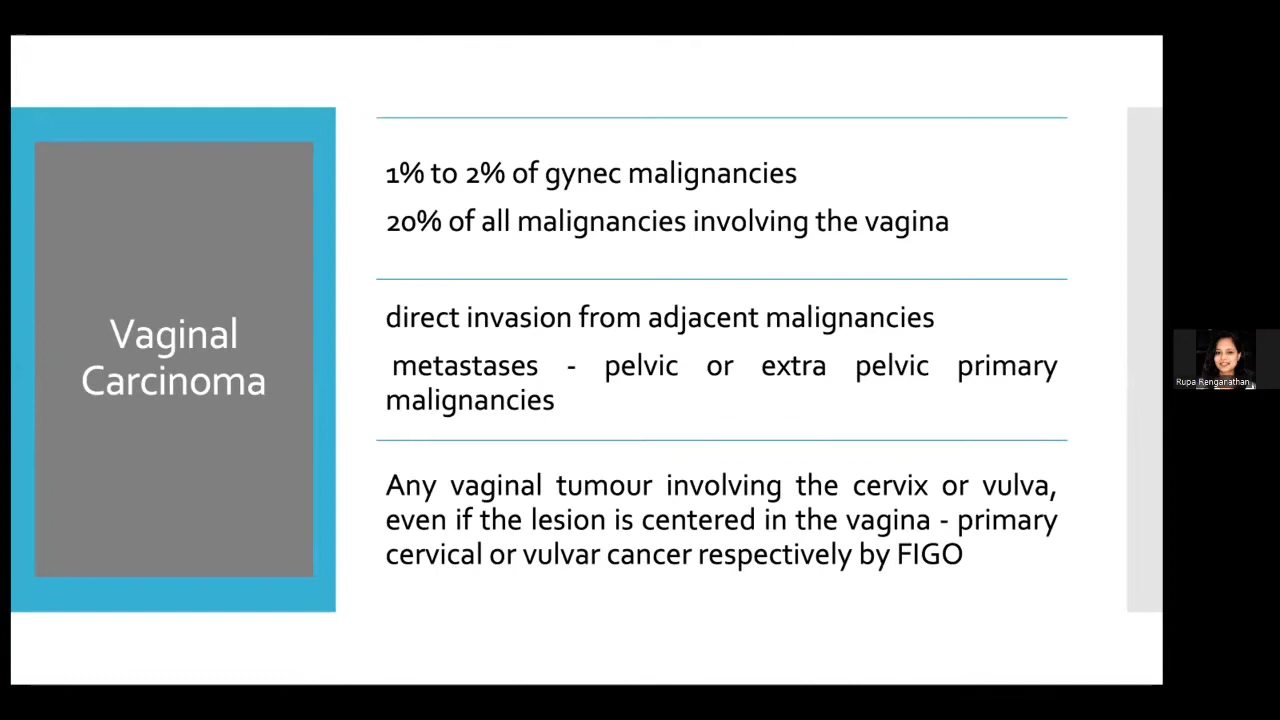 Vaginal
Carcinoma
1% to 2% of gynec malignancies
20% of all malignancies involving the vagina
direct invasion from adjacent malignancies
metastases - pelvic or extra pelvic primary
malignancies
Any vaginal tumour involving the cervix or vulva,
even if the lesion is centered in the vagina - primary
cervical or vulvar cancer respectively by FIGO
Rupa Renganathan